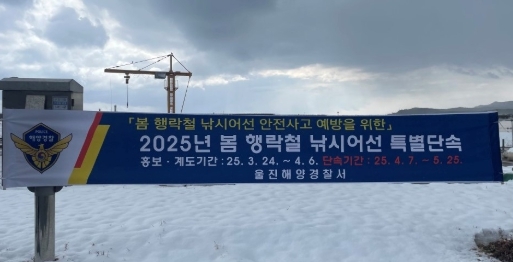 「봄 행락철 낚시어선 안전사고 예방을 위한」
2025년 봄 행락철 낚시어선 특별단속
홍보·계도기간 : 25. 3. 24. ~ 4. 6. 단속기간 : 25. 4. 7. ~ 5. 25.
울진해양경찰서
해양경찰